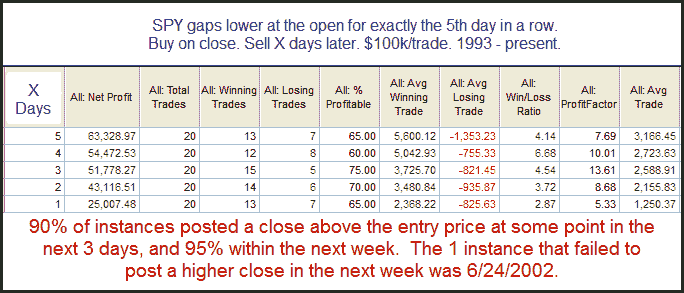 SPY gaps lower at the open for exactly the 5th day in a row.
Buy on close. Sell X days later. $100k/trade. 1993 - present.
X Days All: Net Profit All: Total Trades All: Winning Trades All: Losing Trades All: % Profitable All: Avg Winning Trade All: Avg Losing Trade All: Win/Loss Ratio All: ProfitFactor All: Avg Trade
5 63,328.97 20 13 7 65.00 5,600.12 -1,353.23 4.14 7.69 3,166.45
4 54,472.53 20 12 8 60.00 5,042.93 -755.33 6.68 10.01 2,723.63
3 51,778.27 20 15 5 75.00 3,725.70 -821.45 4.54 13.61 2,588.91
2 43,116.51 20 14 6 70.00 3,480.84 -935.87 3.72 8.68 2,155.83
1 25,007.48 20 13 7 65.00 2,368.22 -825.63 2.87 5.33 1,250.37
90% of instances posted a close above the entry price at some point in the
next 3 days, and 95% within the next week. The 1 instance that failed to
post a higher close in the next week was 6/24/2002.